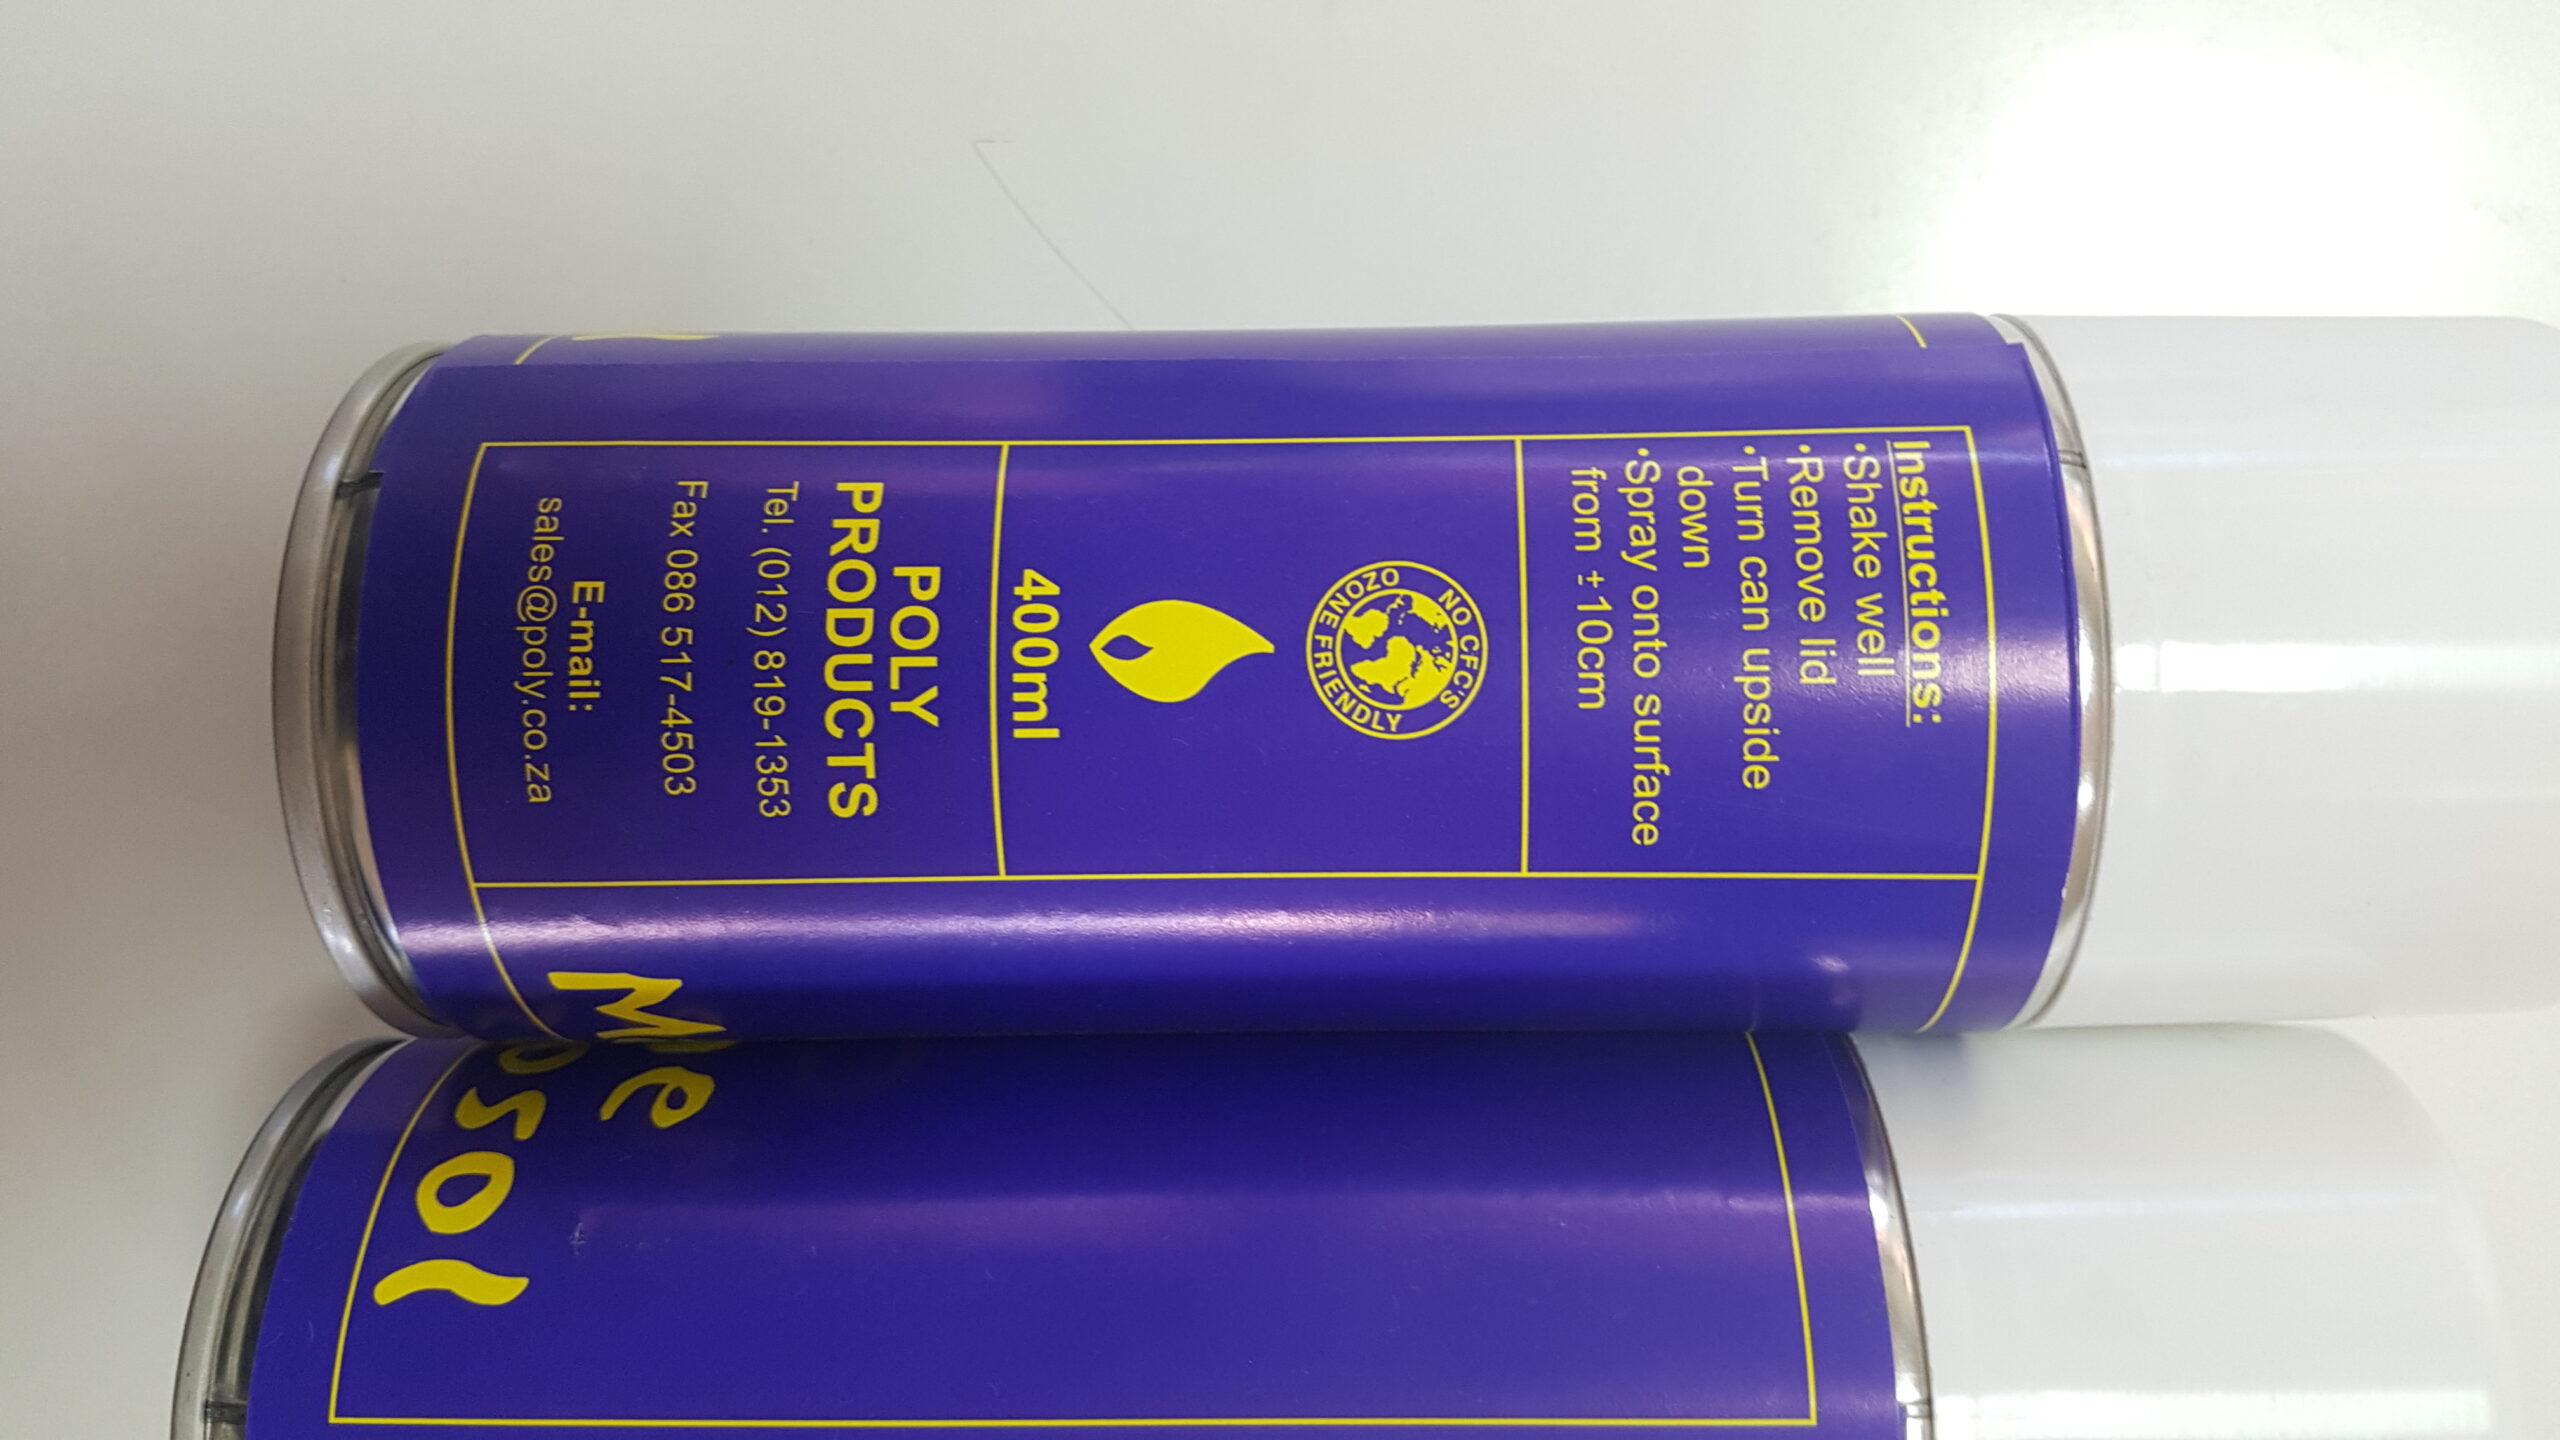 Instructions:
·Shake well
·Remove lid
·Turn can upside
down
·Spray onto surface
from ±10cm
NO CFC'S
OZONE FRIENDLY
400ml
POLY
PRODUCTS
Tel. (012) 819-1353
Fax 086 517-4503
E-mail:
sales@poly.co.za